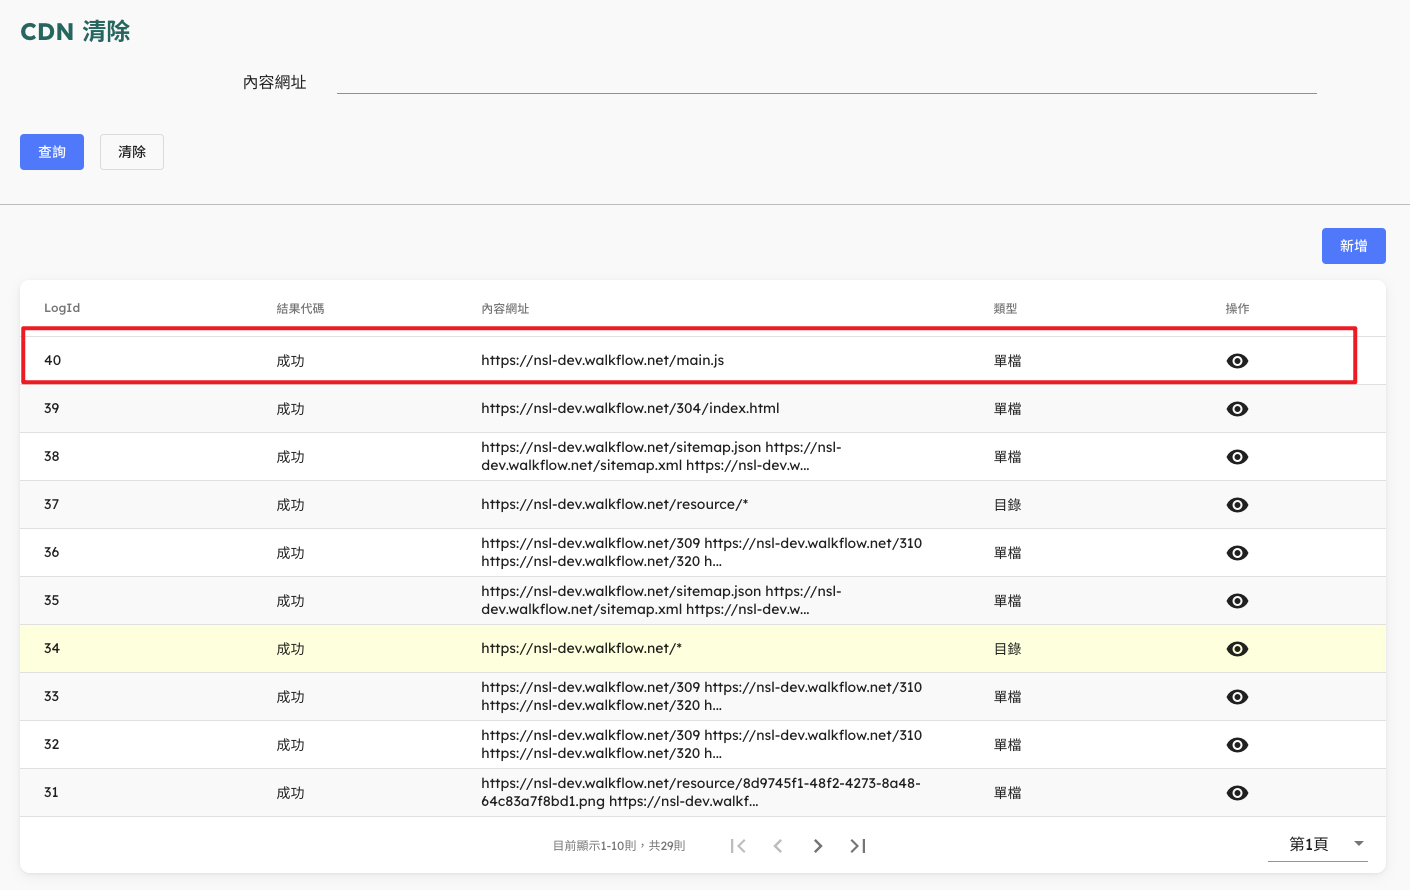 CDN 清除
內容網址
查詢
清除
新增
LogId 結果代碼 內容網址 類型 操作
40 成功 https://nsl-dev.walkflow.net/main.js 單檔
39 成功 https://nsl-dev.walkflow.net/304/index.html 單檔
38 成功 https://nsl-dev.walkflow.net/sitemap.json https://nsl-
dev.walkflow.net/sitemap.xml https://nsl-dev.w... 單檔
37 成功 https://nsl-dev.walkflow.net/resource/* 目錄
36 成功 https://nsl-dev.walkflow.net/309 https://nsl-dev.walkflow.net/310
https://nsl-dev.walkflow.net/320 h... 單檔
35 成功 https://nsl-dev.walkflow.net/sitemap.json https://nsl-
dev.walkflow.net/sitemap.xml https://nsl-dev.w... 單檔
34 成功 https://nsl-dev.walkflow.net/* 目錄
33 成功 https://nsl-dev.walkflow.net/309 https://nsl-dev.walkflow.net/310
https://nsl-dev.walkflow.net/320 h... 單檔
32 成功 https://nsl-dev.walkflow.net/309 https://nsl-dev.walkflow.net/310
https://nsl-dev.walkflow.net/320 h... 單檔
31 成功 https://nsl-dev.walkflow.net/resource/8d9745f1-48f2-4273-8a48-
64c83a7f8bd1.png https://nsl-dev.walkf... 單檔
目前顯示1-10則，共29則
第1頁